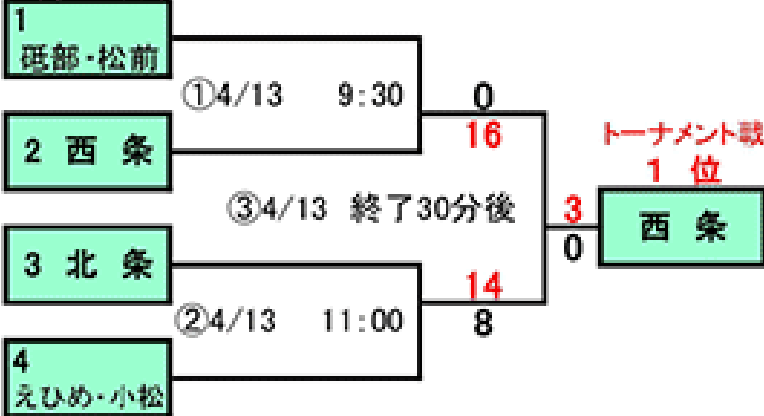 1
砥部・松前
①4/13 9:30
0
16
2 西 条
トーナメント戦
1 位
③4/13 終了30分後
3
0
西 条
3 北 条
14
8
②4/13 11:00
4
えひめ・小松